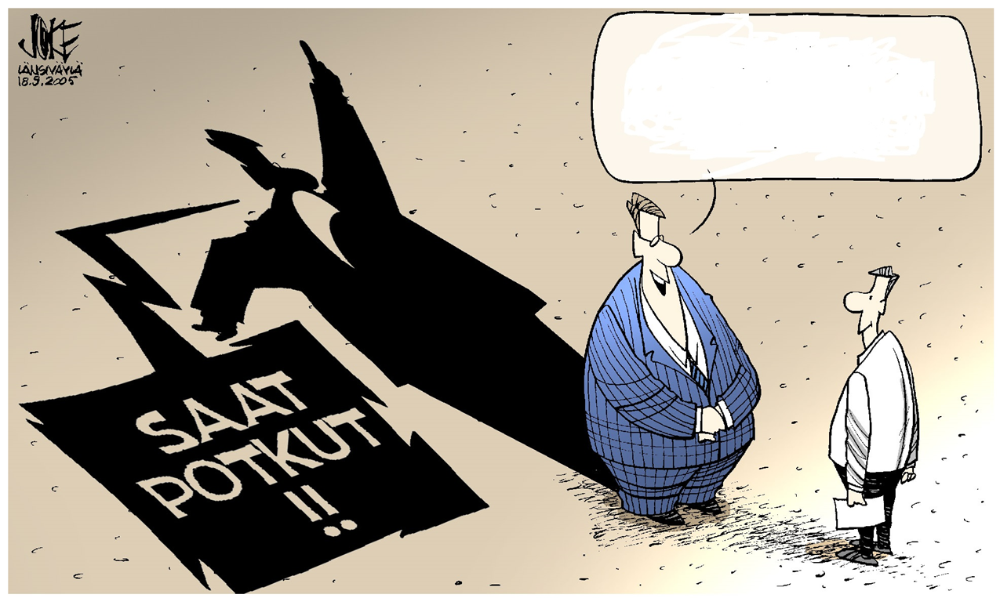 JOKE
LÄNSIVÄYLÄ
18.9.2005
SAAT
POTKUT
!!